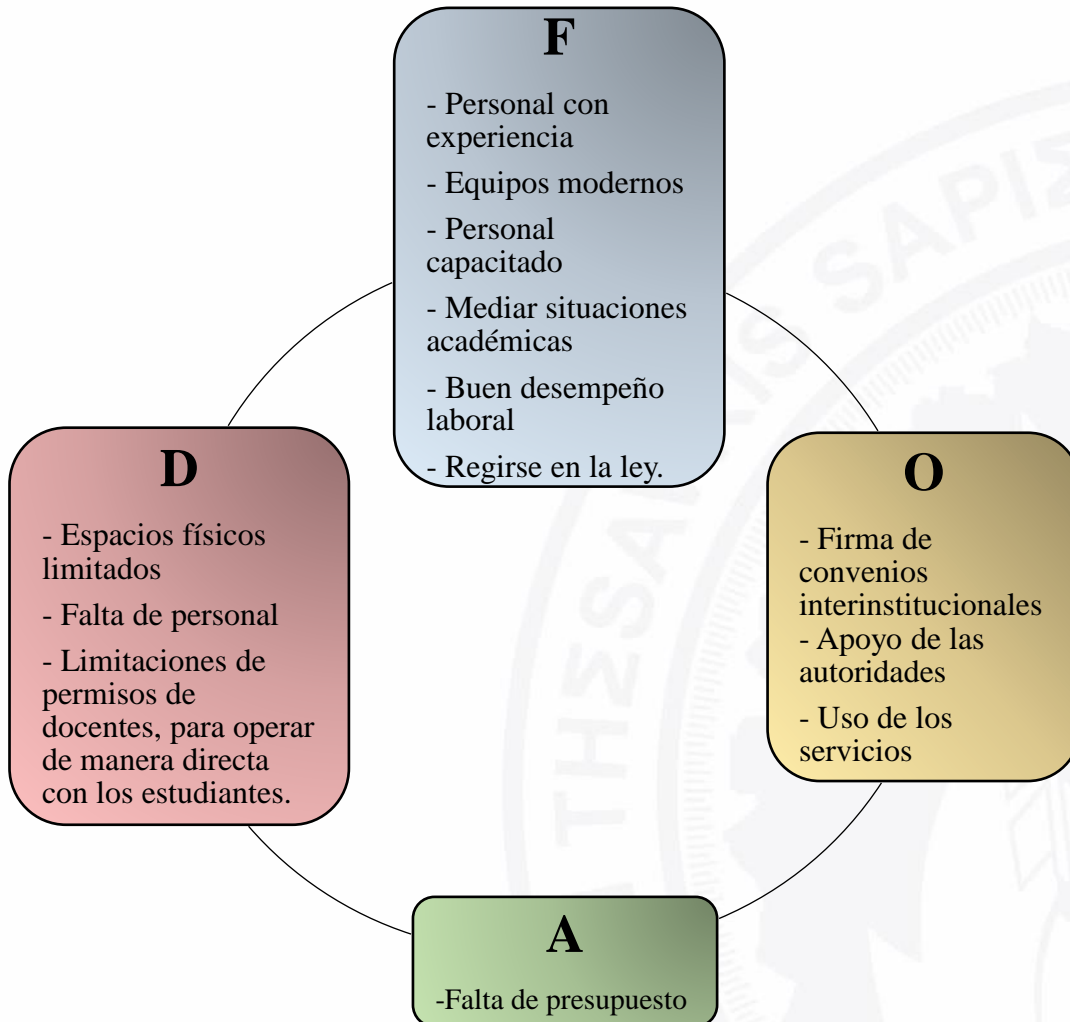 F
- Personal con
experiencia
- Equipos modernos
- Personal
capacitado
- Mediar situaciones
académicas
- Buen desempeño
laboral
- Regirse en la ley.
D
- Espacios físicos
limitados
- Falta de personal
- Limitaciones de
permisos de
docentes, para operar
de manera directa
con los estudiantes.
O
- Firma de
convenios
interinstitucionales
- Apoyo de las
autoridades
- Uso de los
servicios
A
-Falta de presupuesto